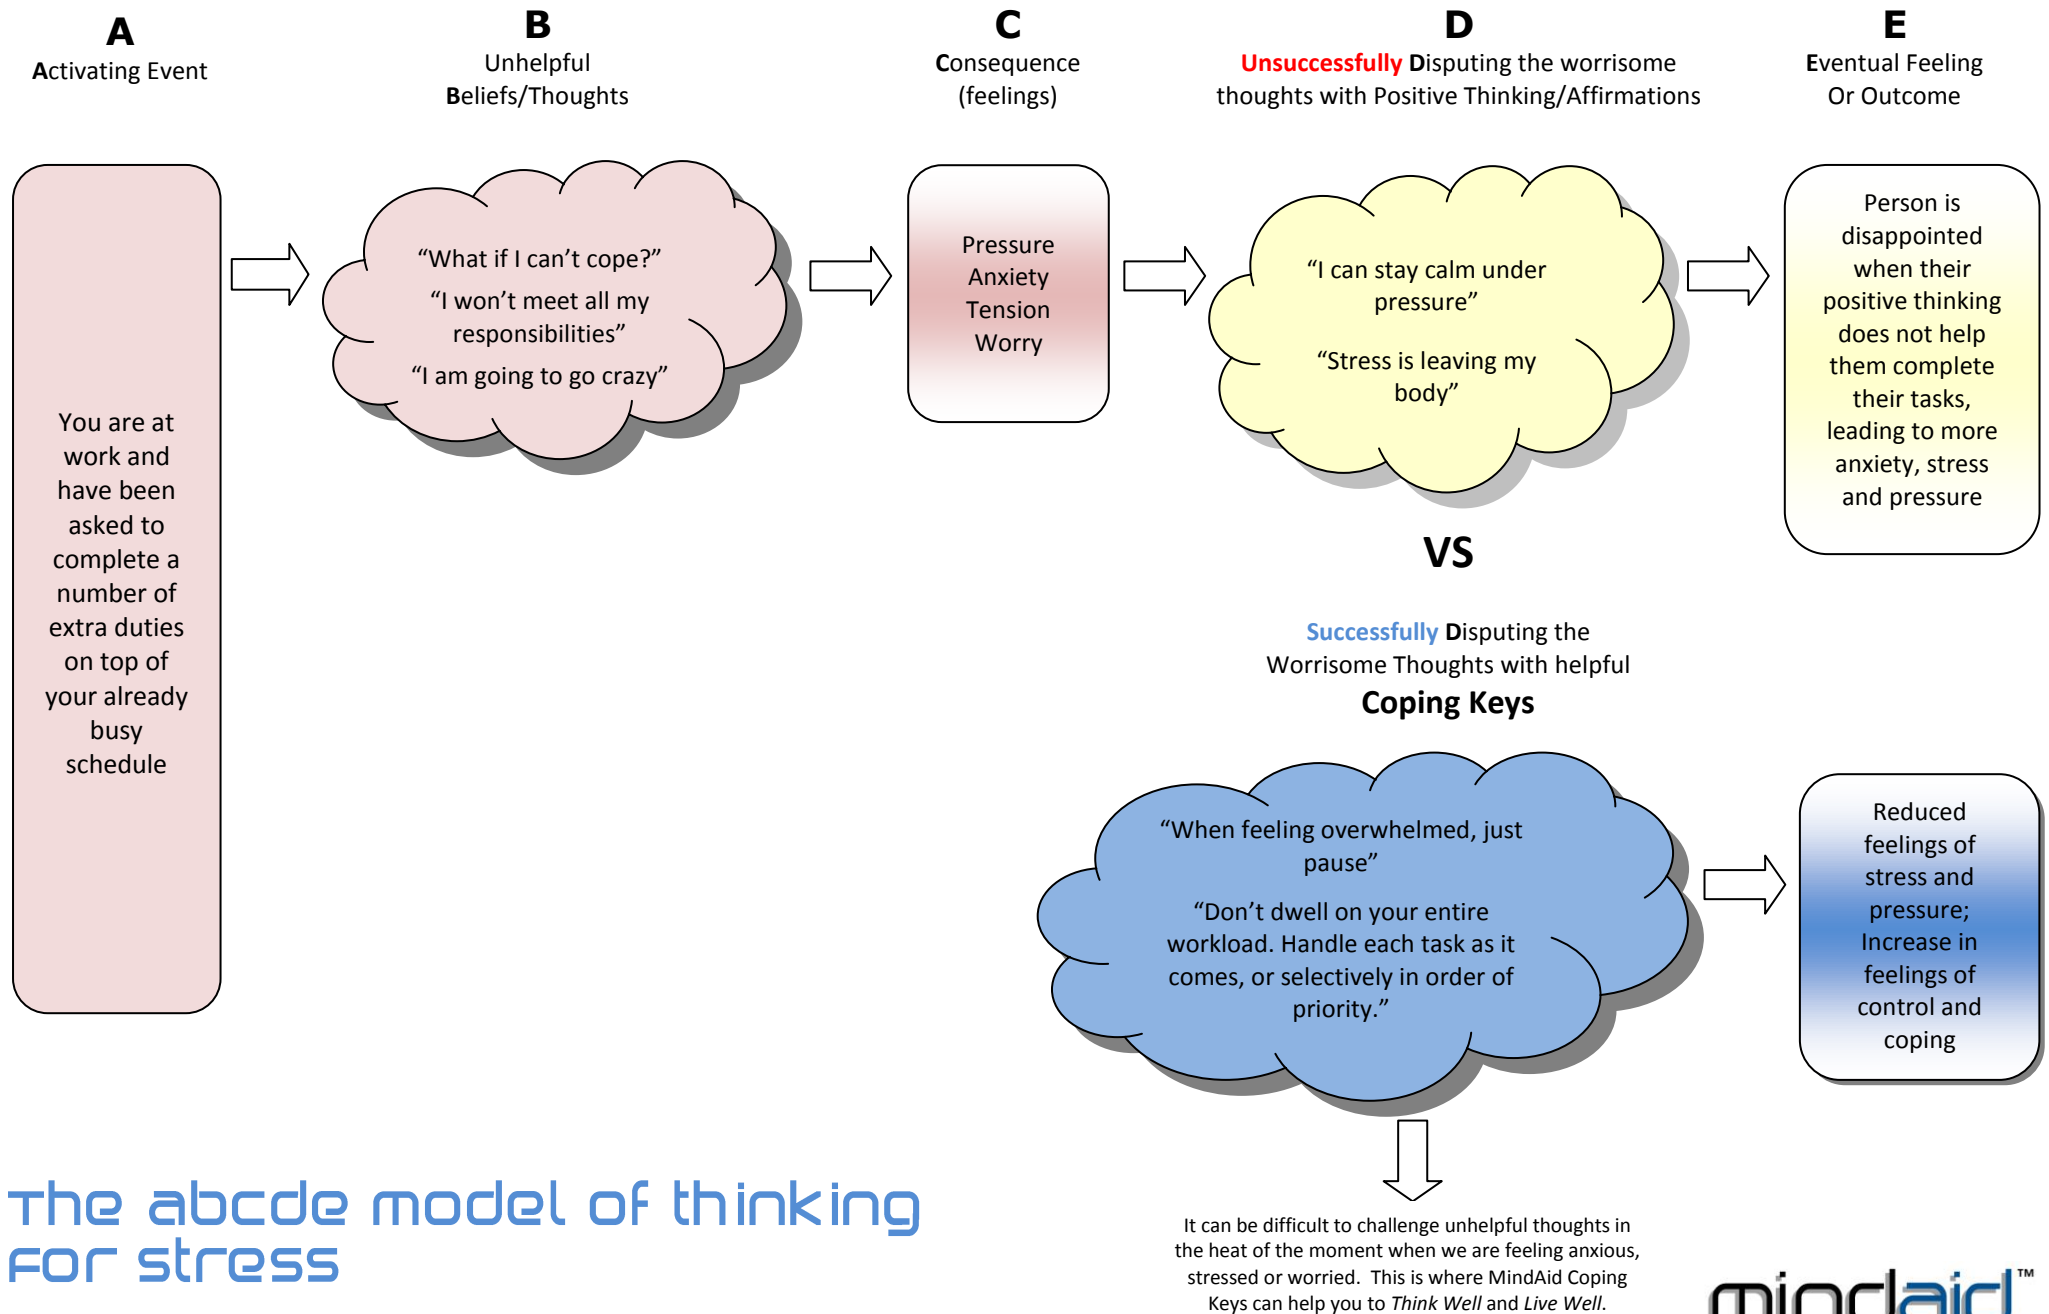 A
Activating Event
B
Unhelpful
Beliefs/Thoughts
C
Consequence
(feelings)
D
Unsuccessfully Disputing the worrisome
thoughts with Positive Thinking/Affirmations
E
Eventual Feeling
Or Outcome
You are at
work and
have been
asked to
complete a
number of
extra duties
on top of
your already
busy
schedule
“What if I can’t cope?”
“I won’t meet all my
responsibilities”
“I am going to go crazy”
Pressure
Anxiety
Tension
Worry
“I can stay calm under
pressure”
“Stress is leaving my
body”
Person is
disappointed
when their
positive thinking
does not help
them complete
their tasks,
leading to more
anxiety, stress
and pressure
VS
Successfully Disputing the
Worrisome Thoughts with helpful
Coping Keys
“When feeling overwhelmed, just
pause”
“Don’t dwell on your entire
workload. Handle each task as it
comes, or selectively in order of
priority.”
Reduced
feelings of
stress and
pressure;
Increase in
feelings of
control and
coping
It can be difficult to challenge unhelpful thoughts in
the heat of the moment when we are feeling anxious,
stressed or worried.  This is where MindAid Coping
Keys can help you to Think Well and Live Well.
The abcde model of thinking
for stress
mindaid™